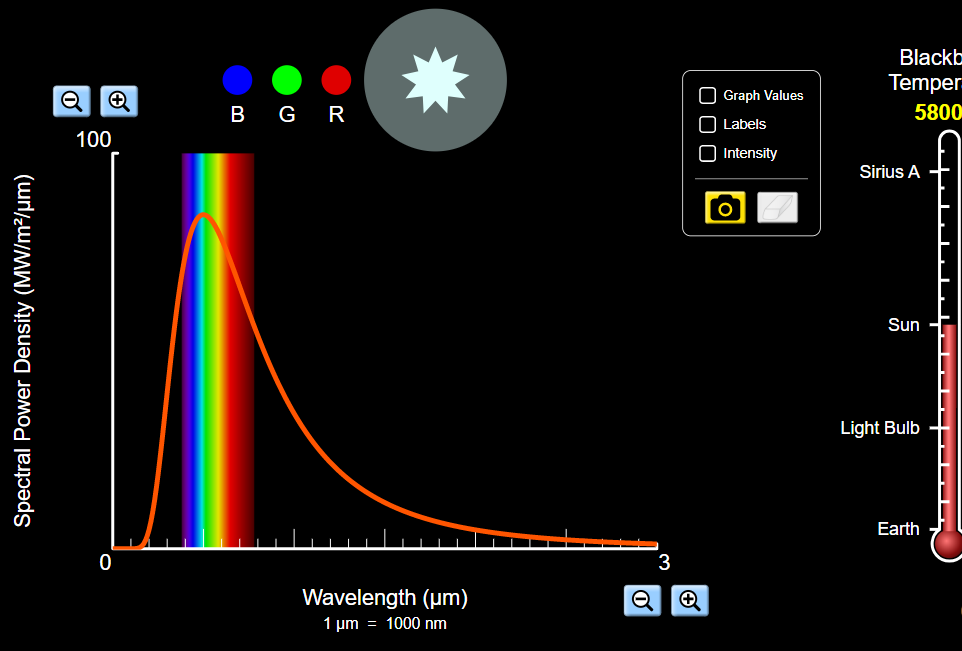 B G R
100
Spectral Power Density (MW/m²/µm)
0
3
Wavelength (µm)
1 µm = 1000 nm
Graph Values
Labels
Intensity
5800
Sirius A
Sun
Light Bulb
Earth